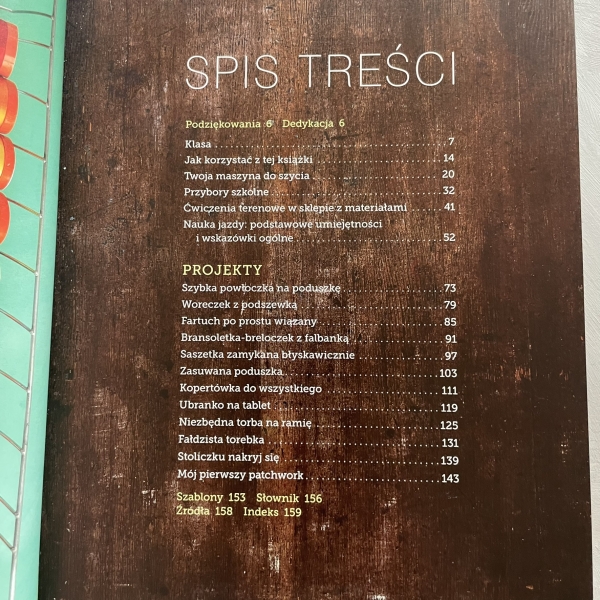 SPIS TREŚCI
Podziękowania 6 Dedykacja 6
Klasa 7
Jak korzystać z tej książki 14
Twoja maszyna do szycia 20
Przybory szkolne 32
Ćwiczenia terenowe w sklepie z materiałami 41
Nauka jazdy: podstawowe umiejętności
i wskazówki ogólne 52
PROJEKTY
Szybka powłoczka na poduszkę 73
Woreczek z podszewką 79
Fartuch po prostu wiązany 85
Bransoletka-breloczek z falbanką 91
Saszetka zamykana błyskawicznie 97
Zasuwana poduszka 103
Kopertówka do wszystkiego 111
Ubranko na tablet 119
Niezbędna torba na ramię 125
Fałdzista torebka 131
Stoliczku nakryj się 139
Mój pierwszy patchwork 143
Szablony 153 Słownik 156
Źródła 158 Indeks 159